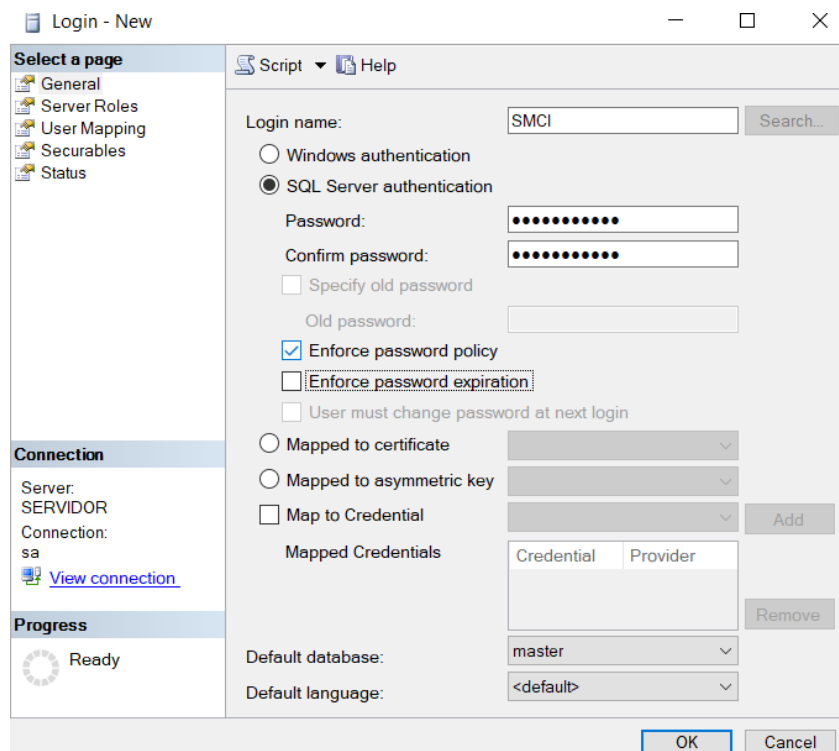 Login - New
Select a page
General
Server Roles
User Mapping
Securables
Status
Connection
Server:
SERVIDOR
Connection:
sa
View connection
Progress
Ready
Script
Help
Login name:
SMCI
Search...
Windows authentication
SQL Server authentication
Password:
●●●●●●●●●●●
Confirm password:
●●●●●●●●●●●
Specify old password
Old password:
Enforce password policy
Enforce password expiration
User must change password at next login
Mapped to certificate
Mapped to asymmetric key
Map to Credential
Add
Mapped Credentials
Credential Provider
Remove
Default database:
master
Default language:
<default>
OK
Cancel